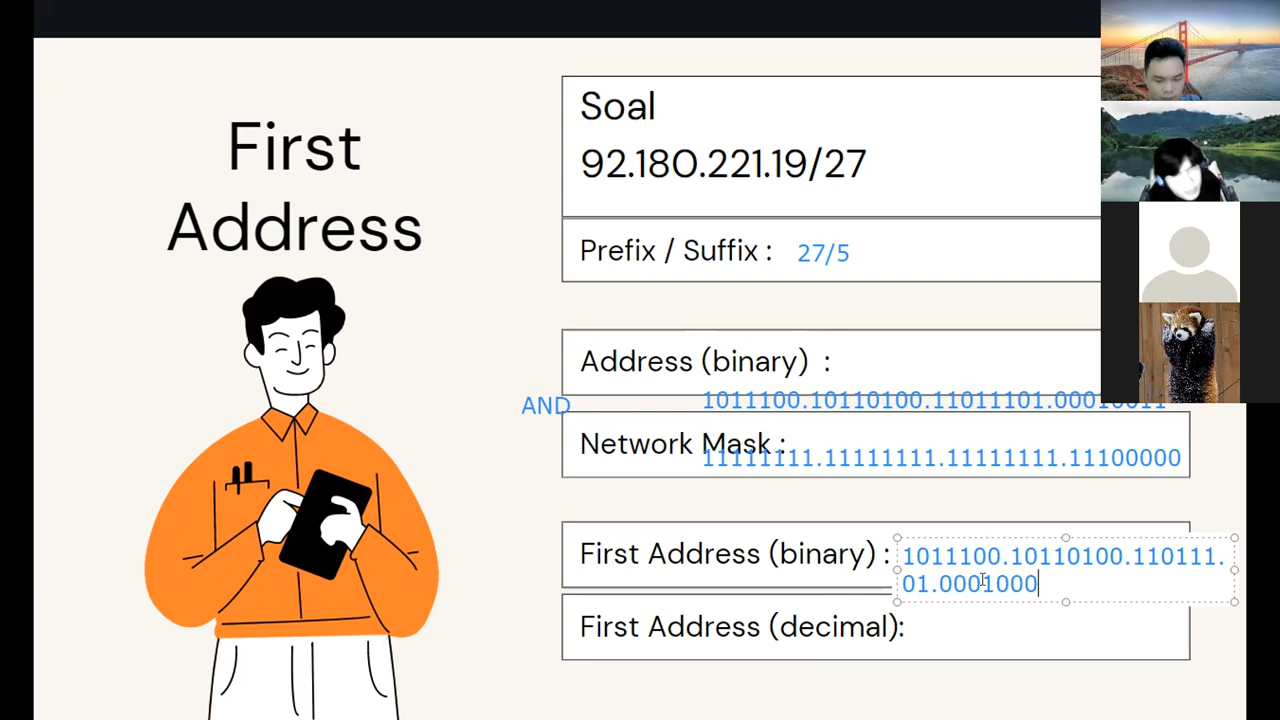 First
Address
Soal
92.180.221.19/27
Prefix / Suffix : 27/5
Address (binary) :
1011100.10110100.11011101.00010011
AND
Network Mask :
11111111.11111111.11111111.11100000
First Address (binary) : 1011100.10110100.110111.
01.0001000
First Address (decimal):